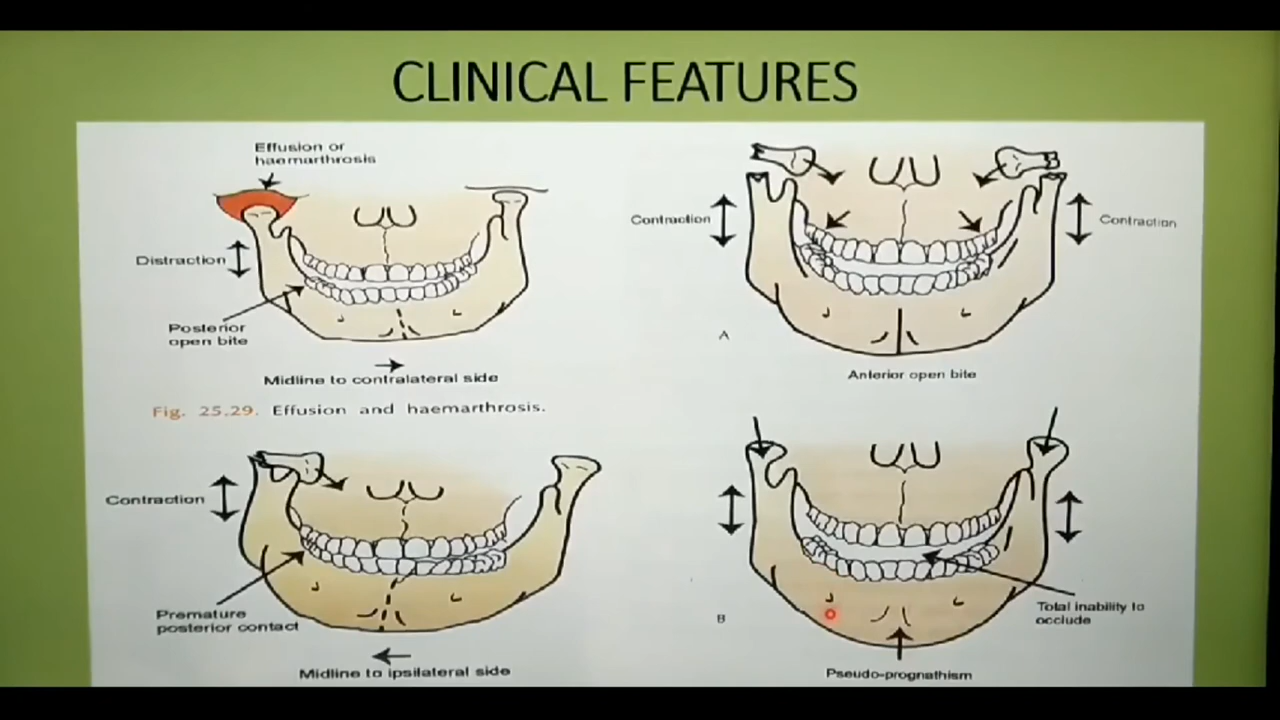 CLINICAL FEATURES
Effusion or
haemarthrosis
Distraction
Posterior
open bite
Midline to contralateral side
Fig. 25.29. Effusion and haemarthrosis.
Contraction
Contraction
A
Anterior open bite
Contraction
Premature
posterior contact
Midline to ipsilateral side
Total inability to
occlude
B
Pseudo-prognathism